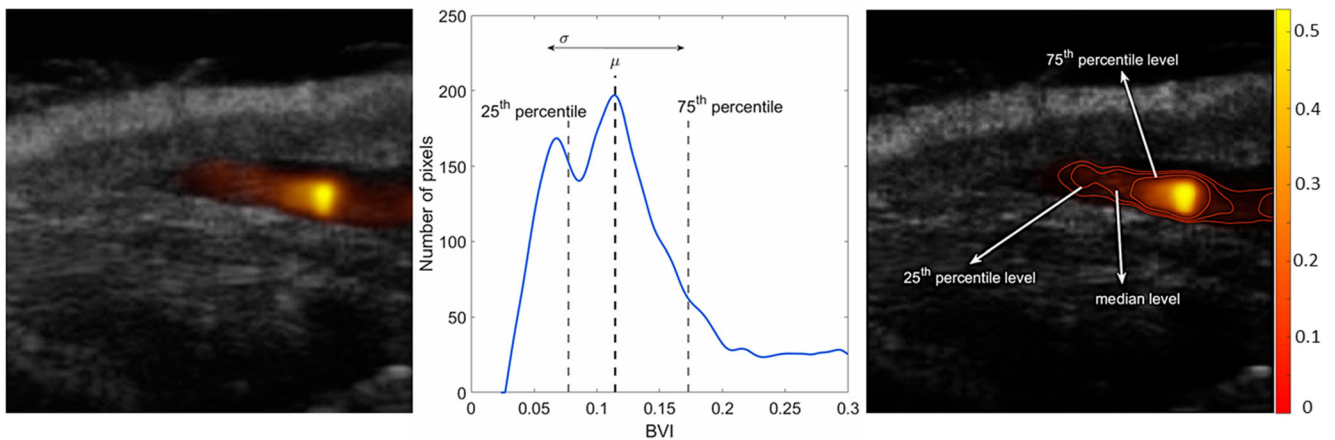 250
200
150
100
50
0
Number of pixels
σ
μ
25th percentile
75th percentile
0
0.05
0.1
0.15
0.2
0.25
0.3
BVI
75th percentile level
25th percentile level
median level
0.5
0.4
0.3
0.2
0.1
0